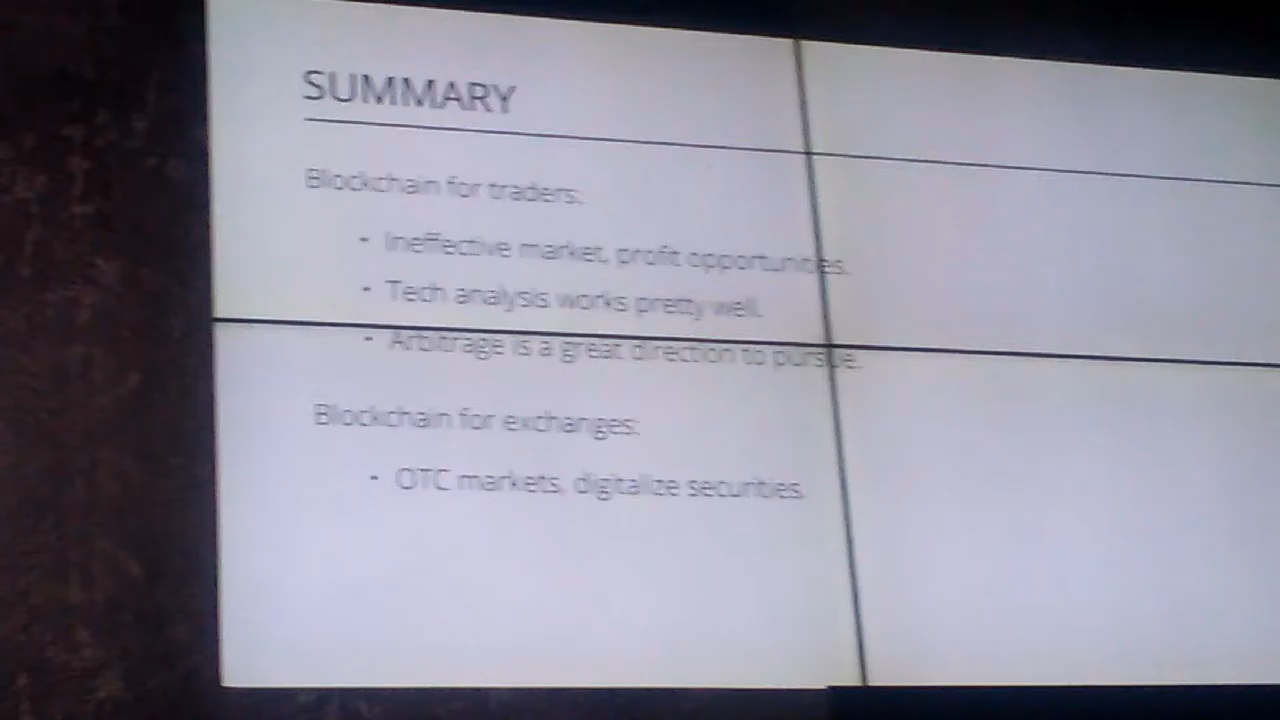 SUMMARY
Blockchain for traders:
• Ineffective market, profit opportunities.
• Tech analysis works pretty well.
• Arbitrage is a great direction to pursue.
Blockchain for exchanges:
• OTC markets, digitalize securities.